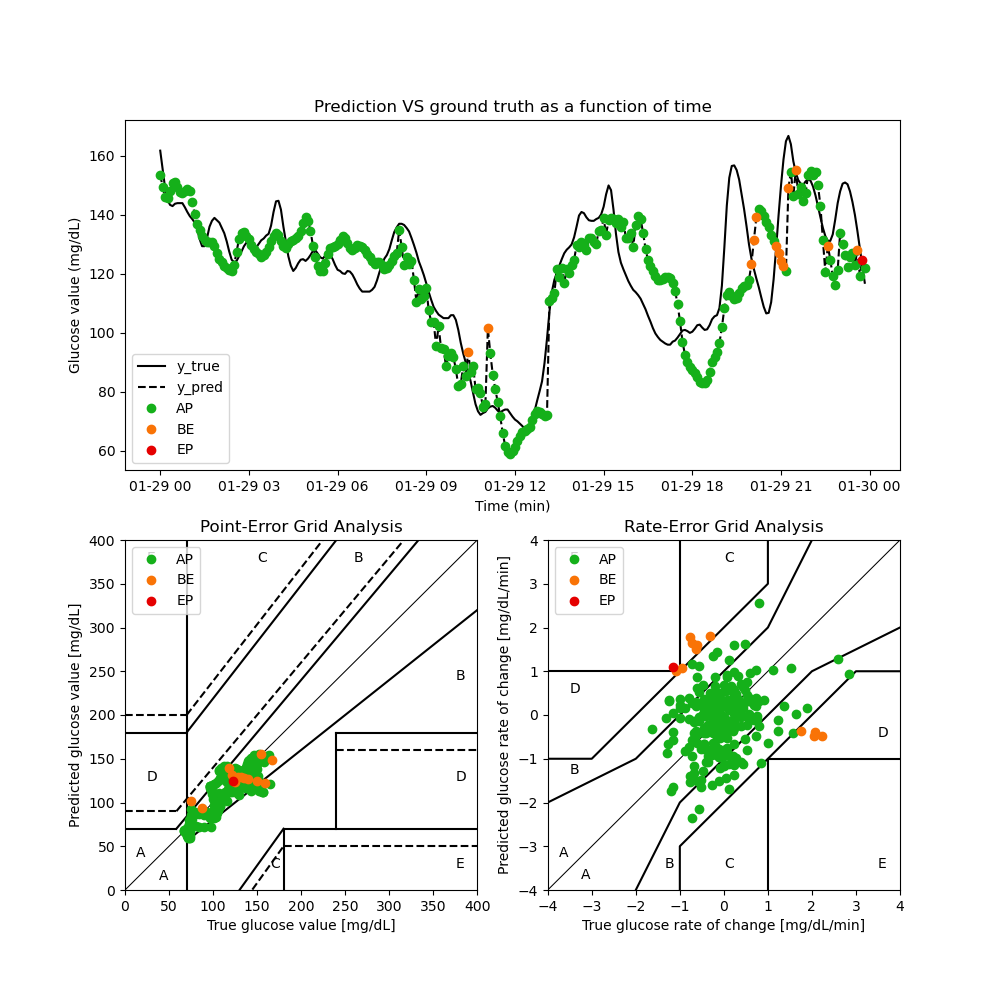 Prediction VS ground truth as a function of time
Glucose value (mg/dL)
160
140
120
100
80
60
y_true
y_pred
AP
BE
EP
01-29 00 01-29 03 01-29 06 01-29 09 01-29 12 01-29 15 01-29 18 01-29 21 01-30 00
Time (min)
Point-Error Grid Analysis
Predicted glucose value [mg/dL]
400
350
300
250
200
150
100
50
0
AP
BE
EP
C
B
B
D
D
A
A
C
E
0 50 100 150 200 250 300 350 400
True glucose value [mg/dL]
Rate-Error Grid Analysis
Predicted glucose rate of change [mg/dL/min]
4
3
2
1
0
−1
−2
−3
−4
AP
BE
EP
C
D
D
B
A
A
B
C
E
−4 −3 −2 −1 0 1 2 3 4
True glucose rate of change [mg/dL/min]